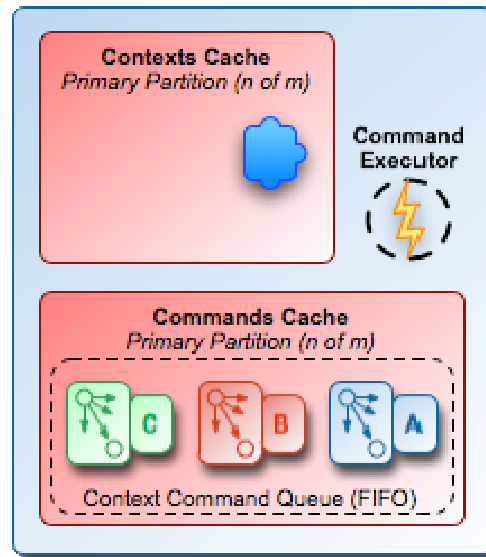 Contexts Cache
Primary Partition (n of m)
Command
Executor
Commands Cache
Primary Partition (n of m)
C
B
A
Context Command Queue (FIFO)